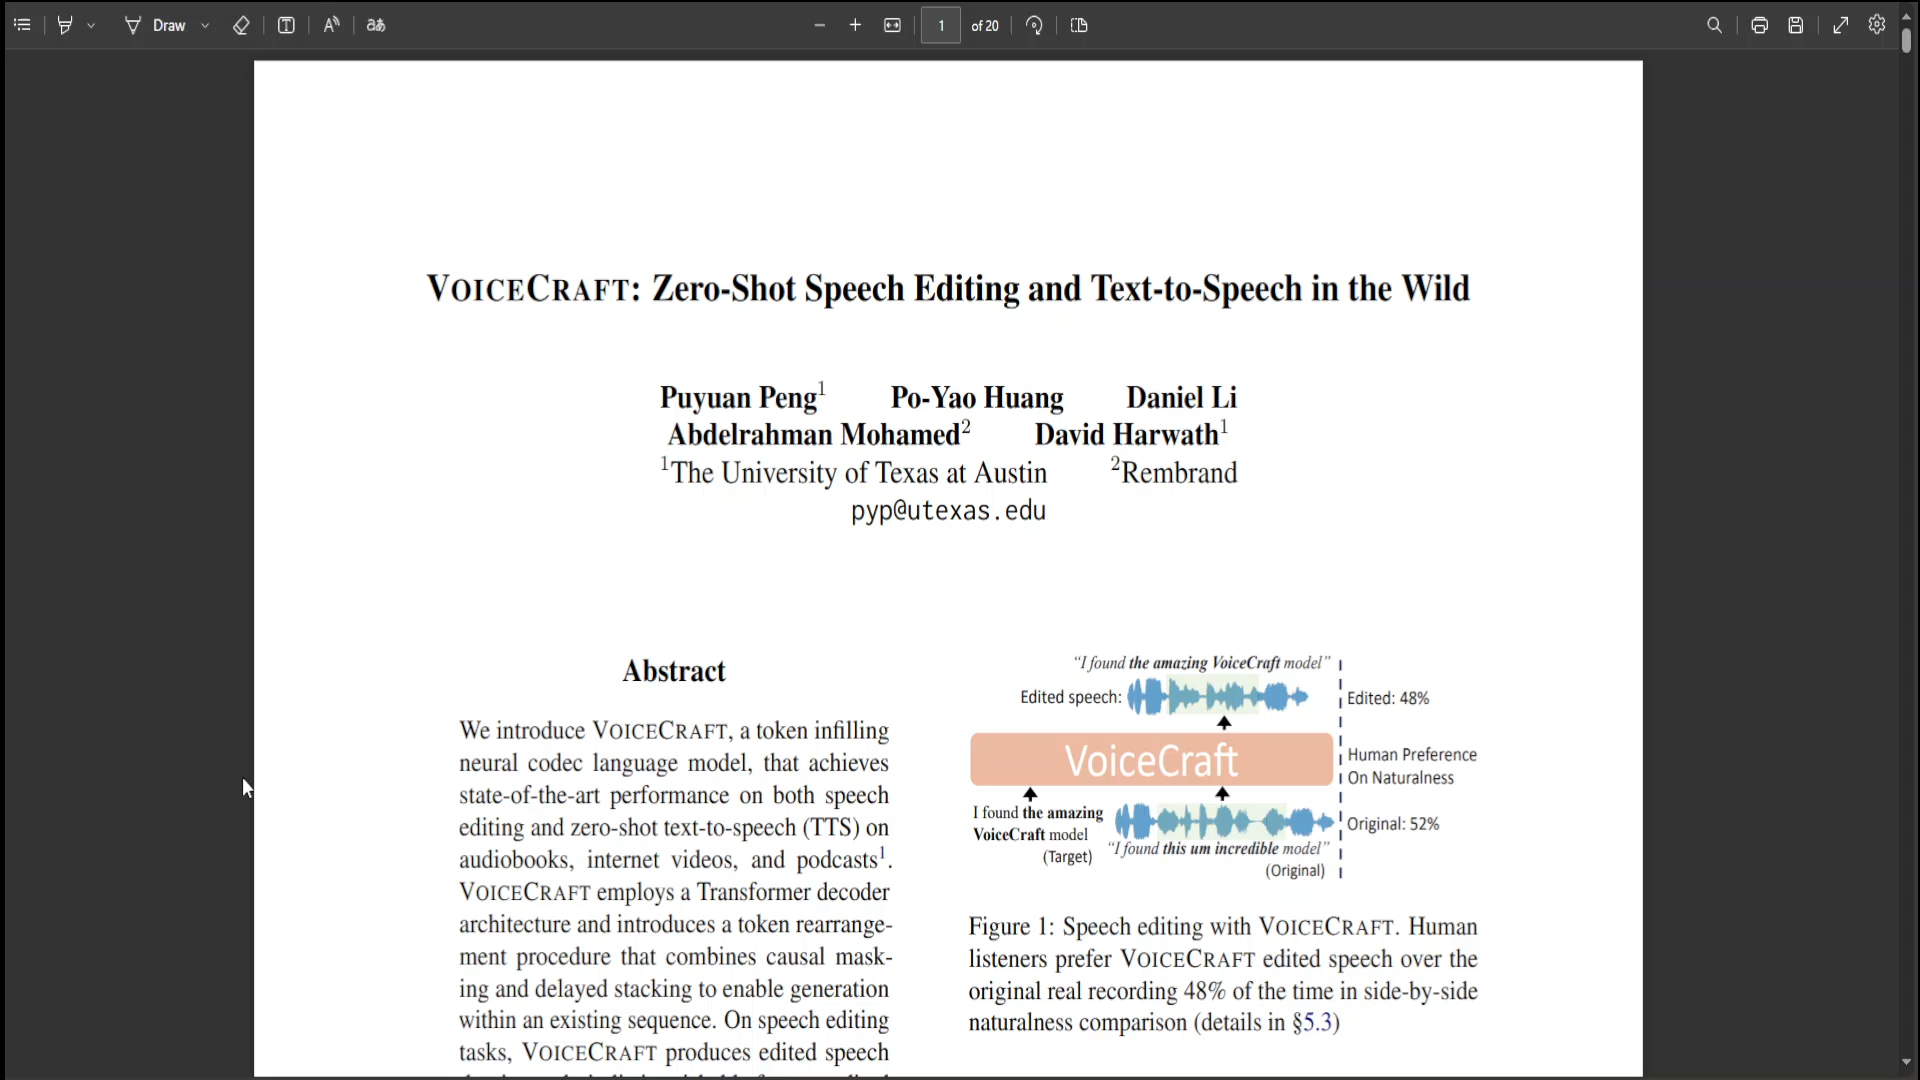 Draw
1 of 20
VOICECRAFT: Zero-Shot Speech Editing and Text-to-Speech in the Wild
Puyuan Peng1 Po-Yao Huang Daniel Li
Abdelrahman Mohamed2 David Harwath1
1The University of Texas at Austin 2Rembrand
pyp@utexas.edu
Abstract
We introduce VOICECRAFT, a token infilling
neural codec language model, that achieves
state-of-the-art performance on both speech
editing and zero-shot text-to-speech (TTS) on
audiobooks, internet videos, and podcasts1.
VOICECRAFT employs a Transformer decoder
architecture and introduces a token rearrange-
ment procedure that combines causal mask-
ing and delayed stacking to enable generation
within an existing sequence. On speech editing
tasks, VOICECRAFT produces edited speech
“I found the amazing VoiceCraft model”
Edited speech:
Edited: 48%
VoiceCraft
Human Preference
On Naturalness
I found the amazing
VoiceCraft model
(Target)
Original: 52%
“I found this um incredible model”
(Original)
Figure 1: Speech editing with VOICECRAFT. Human
listeners prefer VOICECRAFT edited speech over the
original real recording 48% of the time in side-by-side
naturalness comparison (details in §5.3)